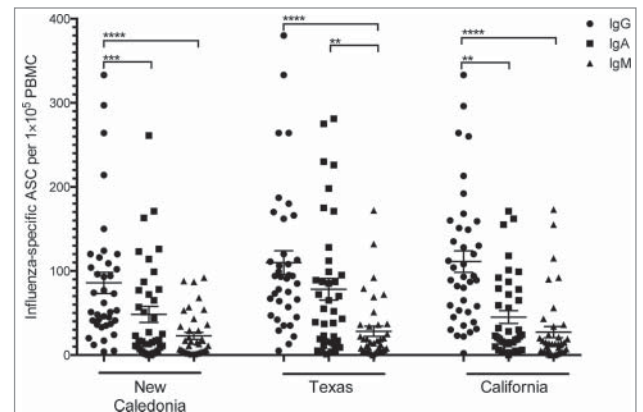 Influenza-specific ASC per 1×10⁵ PBMC
400
300
200
100
0
****
***
****
**
****
**
IgG
IgA
IgM
New Caledonia
Texas
California